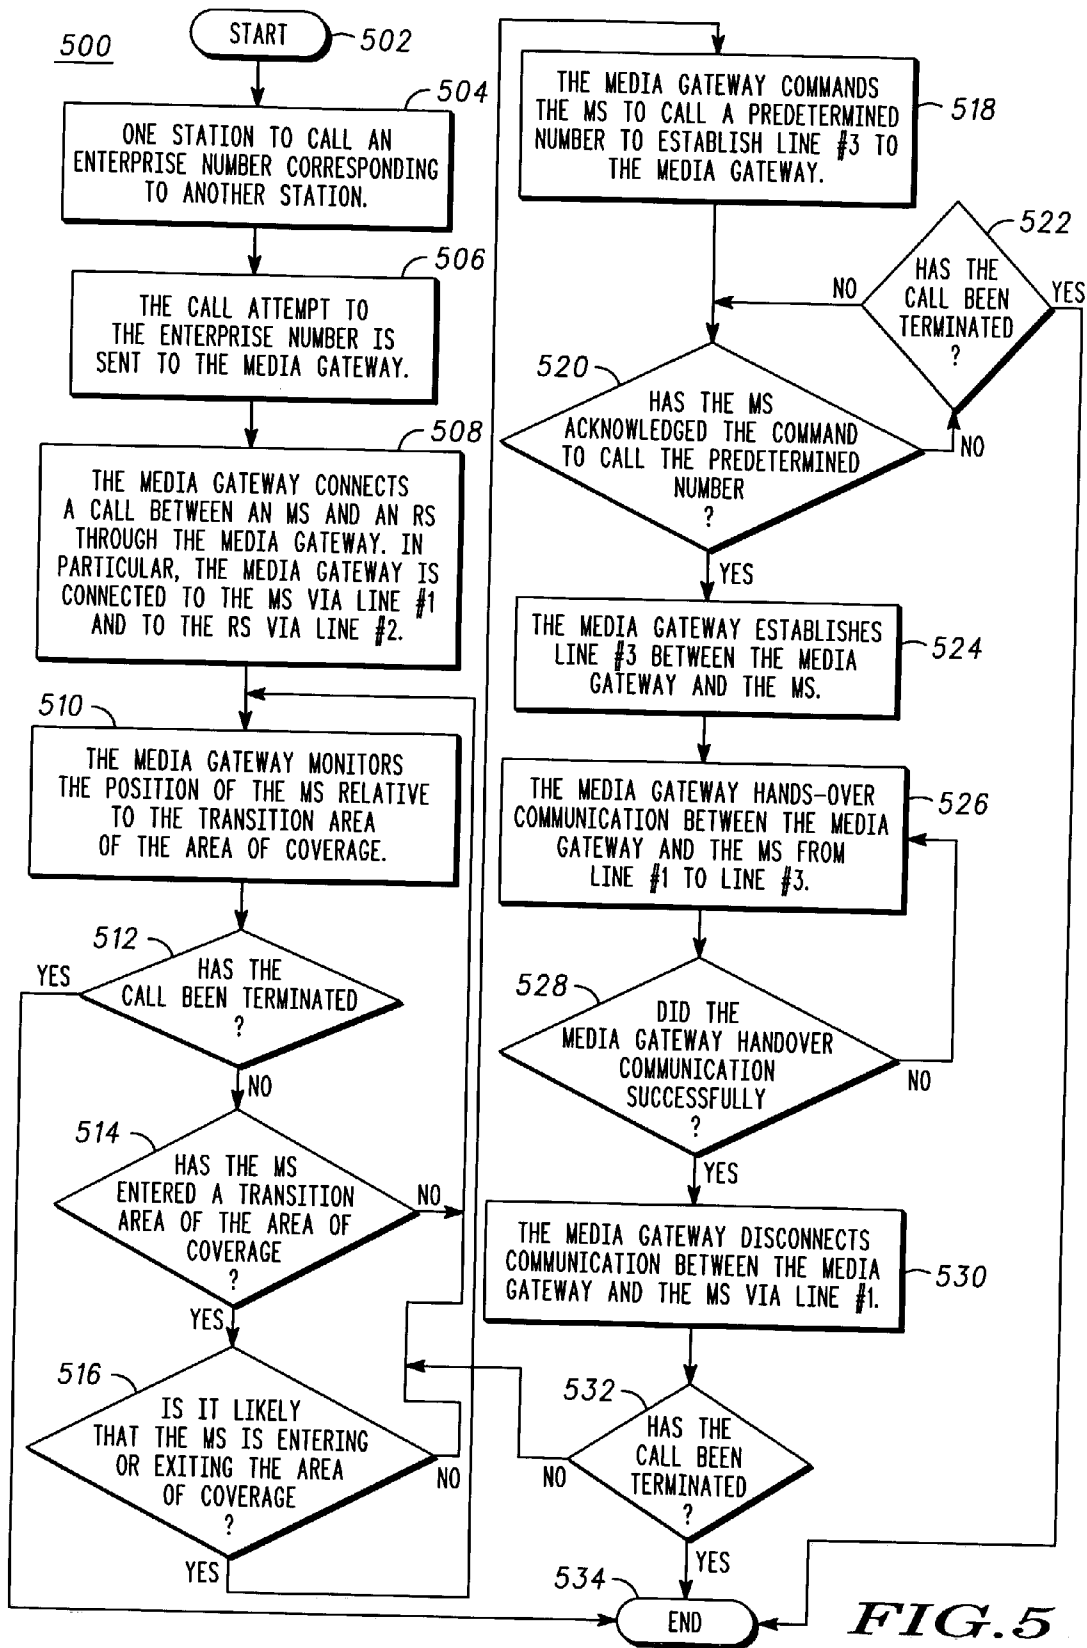 500
START
502
504
ONE STATION TO CALL AN
ENTERPRISE NUMBER CORRESPONDING
TO ANOTHER STATION.
506
THE CALL ATTEMPT TO
THE ENTERPRISE NUMBER IS
SENT TO THE MEDIA GATEWAY.
508
THE MEDIA GATEWAY CONNECTS
A CALL BETWEEN AN MS AND AN RS
THROUGH THE MEDIA GATEWAY. IN
PARTICULAR, THE MEDIA GATEWAY IS
CONNECTED TO THE MS VIA LINE #1
AND TO THE RS VIA LINE #2.
510
THE MEDIA GATEWAY MONITORS
THE POSITION OF THE MS RELATIVE
TO THE TRANSITION AREA
OF THE AREA OF COVERAGE.
512
YES
HAS THE
CALL BEEN TERMINATED
?
NO
514
HAS THE MS
ENTERED A TRANSITION
AREA OF THE AREA OF
COVERAGE
?
NO
YES
516
IS IT LIKELY
THAT THE MS IS ENTERING
OR EXITING THE AREA
OF COVERAGE
?
NO
YES
THE MEDIA GATEWAY COMMANDS
THE MS TO CALL A PREDETERMINED
NUMBER TO ESTABLISH LINE #3 TO
THE MEDIA GATEWAY.
518
522
HAS THE
CALL BEEN
TERMINATED
?
NO
YES
520
HAS THE MS
ACKNOWLEDGED THE COMMAND
TO CALL THE PREDETERMINED
NUMBER
?
NO
YES
THE MEDIA GATEWAY ESTABLISHES
LINE #3 BETWEEN THE MEDIA
GATEWAY AND THE MS.
524
THE MEDIA GATEWAY HANDS-OVER
COMMUNICATION BETWEEN THE MEDIA
GATEWAY AND THE MS FROM
LINE #1 TO LINE #3.
526
528
DID THE
MEDIA GATEWAY HANDOVER
COMMUNICATION
SUCCESSFULLY
?
NO
YES
THE MEDIA GATEWAY DISCONNECTS
COMMUNICATION BETWEEN THE MEDIA
GATEWAY AND THE MS VIA LINE #1.
530
532
HAS THE
CALL BEEN
TERMINATED
?
NO
YES
534
END
FIG.5